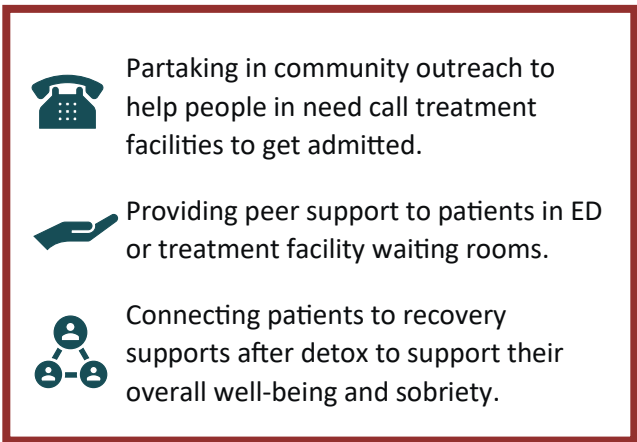 Partaking in community outreach to
help people in need call treatment
facilities to get admitted.
Providing peer support to patients in ED
or treatment facility waiting rooms.
Connecting patients to recovery
supports after detox to support their
overall well-being and sobriety.